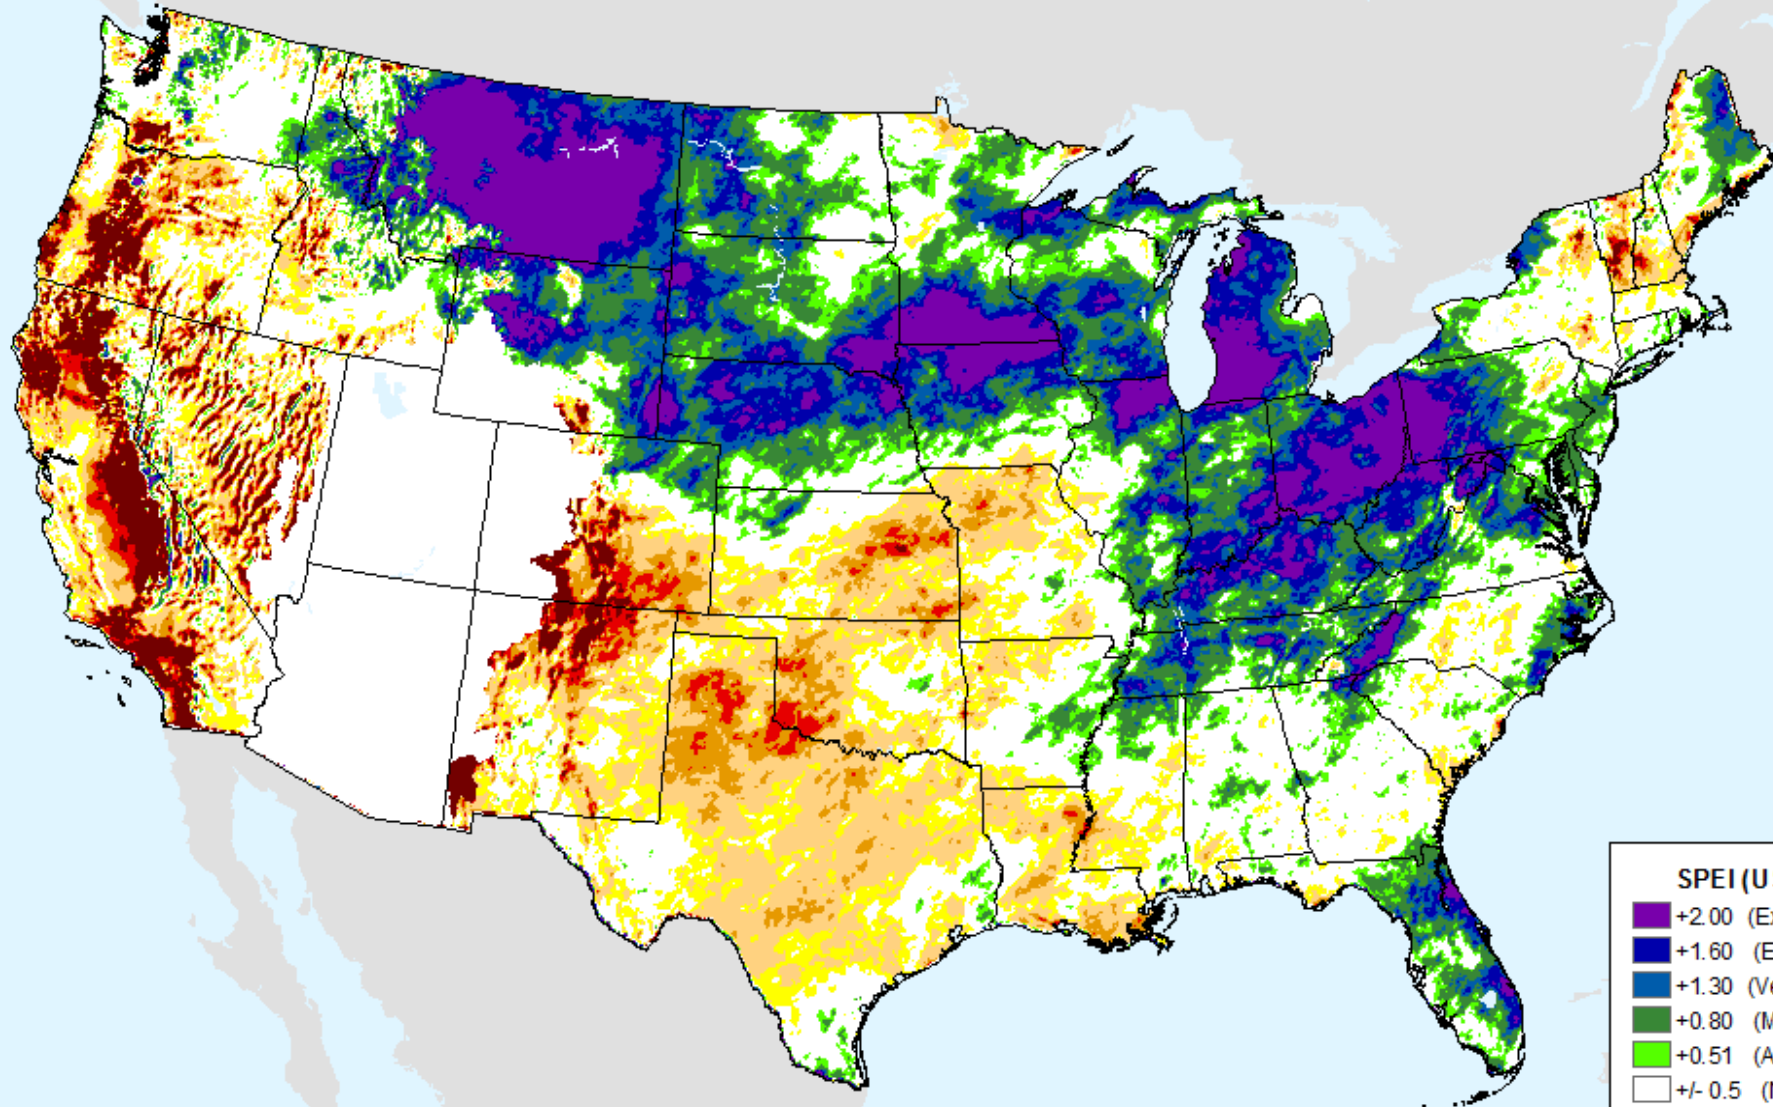 SPEI (U
+2.00 (Ex
+1.60 (E
+1.30 (Ve
+0.80 (M
+0.51 (A
+/- 0.5 (N